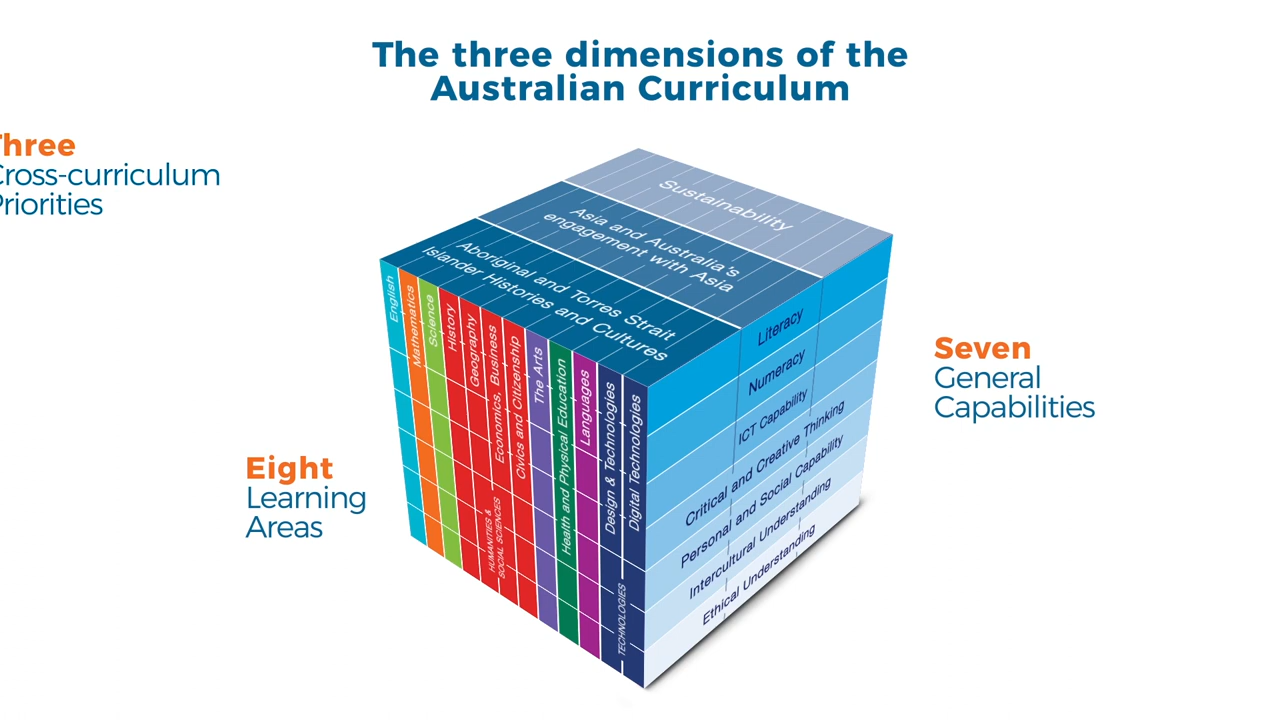 The three dimensions of the
Australian Curriculum
Three
Cross-curriculum
Priorities
Sustainability
Asia and Australia's
engagement with Asia
Aboriginal and Torres Strait
Islander Histories and Cultures
English
Mathematics
Science
History
Geography
Economics, Business
Civics and Citizenship
HUMANITIES &
SOCIAL SCIENCES
The Arts
Health and Physical Education
Languages
Design & Technologies
Digital Technologies
TECHNOLOGIES
Literacy
Numeracy
ICT Capability
Critical and Creative Thinking
Personal and Social Capability
Intercultural Understanding
Ethical Understanding
Seven
General
Capabilities
Eight
Learning
Areas